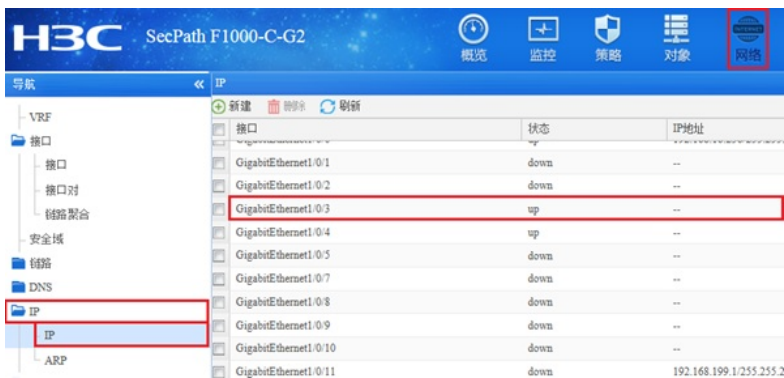 H3C SecPath F1000-C-G2
概览 监控 策略 对象 INTERNET 网络
导航 « IP
新建 删除 刷新
接口 状态 IP地址
VRF
接口
接口
接口对
链路聚合
安全域
链路
DNS
IP
IP
ARP
GigabitEthernet1/0/1 down --
GigabitEthernet1/0/2 down --
GigabitEthernet1/0/3 up --
GigabitEthernet1/0/4 up --
GigabitEthernet1/0/5 down --
GigabitEthernet1/0/7 down --
GigabitEthernet1/0/8 down --
GigabitEthernet1/0/9 down --
GigabitEthernet1/0/10 down --
GigabitEthernet1/0/11 down 192.168.199.1/255.255.2